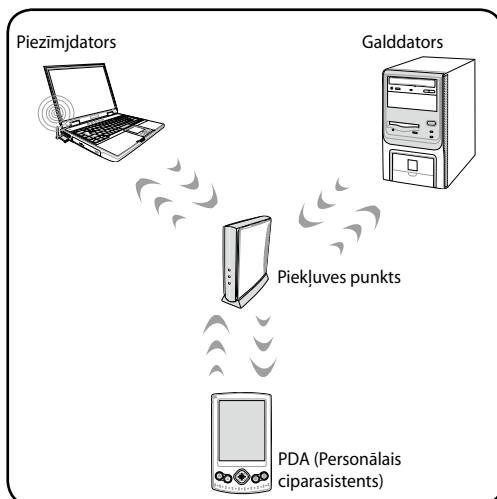 Piezīmjdators
Galddators
Piekļuves punkts
PDA (Personālais
ciparasistents)